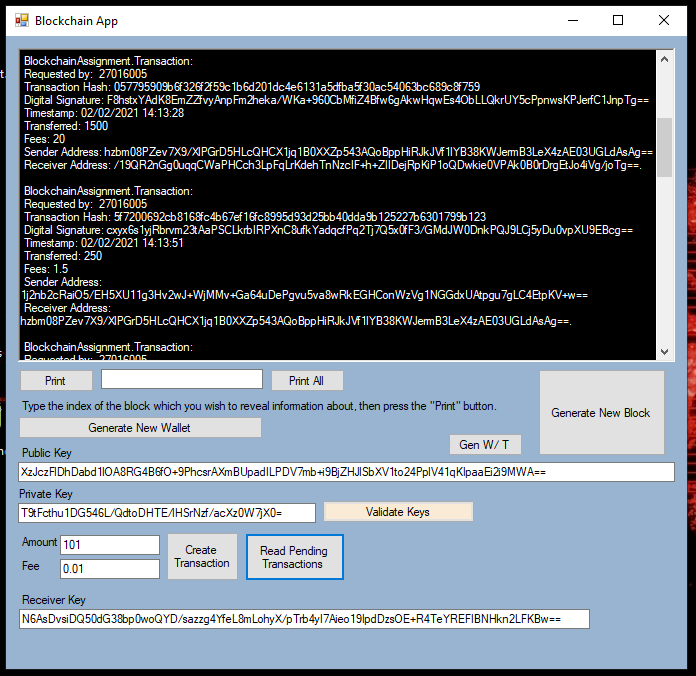 Blockchain App
BlockchainAssignment.Transaction:
Requested by:  27016005
Transaction Hash: 057795909b6f326f2f59c1b6d201dc4e6131a5dfba5f30ac54063bc689c8f759
Digital Signature: F8hstxYAdK8EmZZfvyAnpFm2heka/WKa+960CbMfiZ4Bfw6gAkwHqwEs4ObLLQkrUY5cPpnwsKPJerfC1JnpTg==
Timestamp: 02/02/2021 14:13:28
Transferred: 1500
Fees: 20
Sender Address: hzbm08PZev7X9/XlPGrD5HLcQHCX1jq1B0XXZp543AQoBppHiRJkJVf1IYB38KWJermB3LeX4zAE03UGLdAsAg==
Receiver Address: /19QR2nGg0uqqCWaPHCch3LpFqLrKdehTnNzcIF+h+ZIIDejRpKiP1oQDwkie0VPAk0B0rDrgEtJo4iVg/joTg==.
BlockchainAssignment.Transaction:
Requested by:  27016005
Transaction Hash: 5f7200692cb8168fc4b67ef16fc8995d93d25bb40dda9b125227b6301799b123
Digital Signature: cxyx6s1yjRbrvm23tAaPSCLkrbIRPXnC8ufkYadqcfPq2Tj7Q5x0fF3/GMdJW0DnkPQJ9LCj5yDu0vpXU9EBcg==
Timestamp: 02/02/2021 14:13:51
Transferred: 250
Fees: 1.5
Sender Address:
1j2nb2cRaiO5/EH5XU11g3Hv2wJ+WjMMv+Ga64uDePgvu5va8wRkEGHConWzVg1NGGdxUAtpgu7gLC4EtpKV+w==
Receiver Address:
hzbm08PZev7X9/XlPGrD5HLcQHCX1jq1B0XXZp543AQoBppHiRJkJVf1IYB38KWJermB3LeX4zAE03UGLdAsAg==.
BlockchainAssignment.Transaction:
Requested by:  27016005
Print
Print All
Generate New Block
Type the index of the block which you wish to reveal information about, then press the "Print" button.
Generate New Wallet
Gen W/ T
Public Key
XzJczFlDhDabd1lOA8RG4B6fO+9PhcsrAXmBUpadILPDV7mb+i9BjZHJlSbXV1to24PplV41qKlpaaEi2i9MWA==
Private Key
T9tFcthu1DG546L/QdtoDHTE/IHSrNzf/acXz0W7jX0=
Validate Keys
Amount
101
Fee
0.01
Create
Transaction
Read Pending
Transactions
Receiver Key
N6AsDvsiDQ50dG38bp0woQYD/sazzg4YfeL8mLohyX/pTrb4yI7Aieo19lpdDzsOE+R4TeYREFIBNHkn2LFKBw==